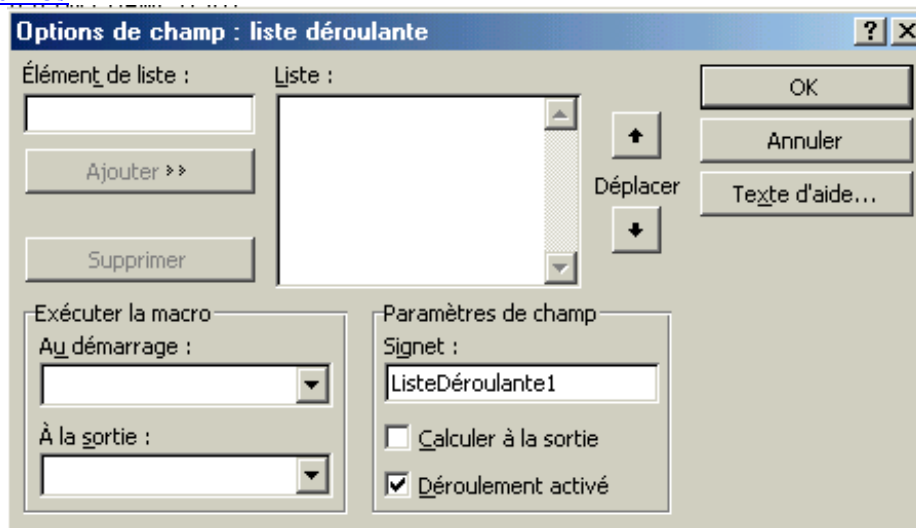 Options de champ : liste déroulante
Élément de liste :
Liste :
OK
Ajouter >>
Annuler
Déplacer
Texte d'aide...
Supprimer
Exécuter la macro
Au démarrage :
À la sortie :
Paramètres de champ
Signet :
ListeDéroulante1
Calculer à la sortie
Déroulement activé